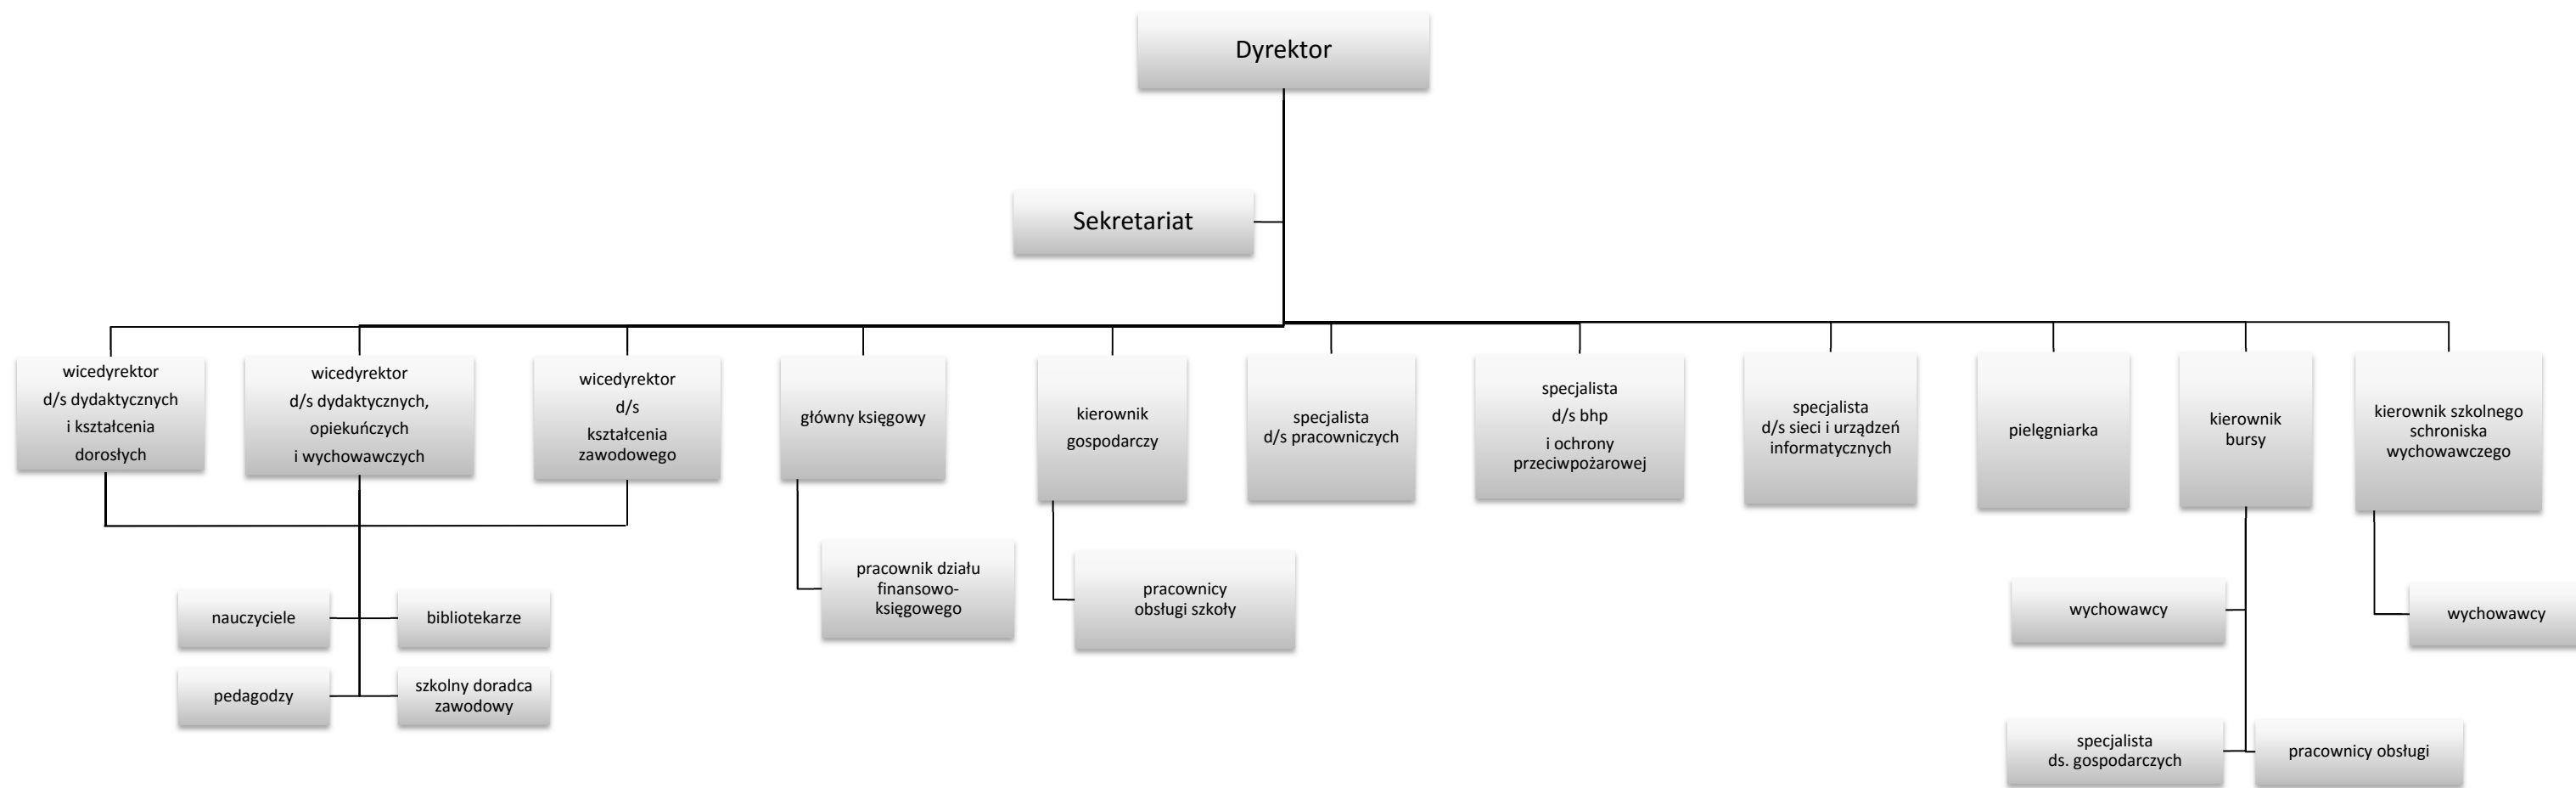 Dyrektor
Sekretariat
wicedyrektor
d/s dydaktycznych
i kształcenia
dorosłych
wicedyrektor
d/s dydaktycznych,
opiekuńczych
i wychowawczych
wicedyrektor
d/s
kształcenia
zawodowego
główny księgowy
kierownik
gospodarczy
specjalista
d/s pracowniczych
specjalista
d/s bhp
i ochrony
przeciwpożarowej
specjalista
d/s sieci i urządzeń
informatycznych
pielęgniarka
kierownik
bursy
kierownik szkolnego
schroniska
wychowawczego
pracownik działu
finansowo-
księgowego
pracownicy
obsługi szkoły
nauczyciele
bibliotekarze
wychowawcy
wychowawcy
pedagodzy
szkolny doradca
zawodowy
specjalista
ds. gospodarczych
pracownicy obsługi